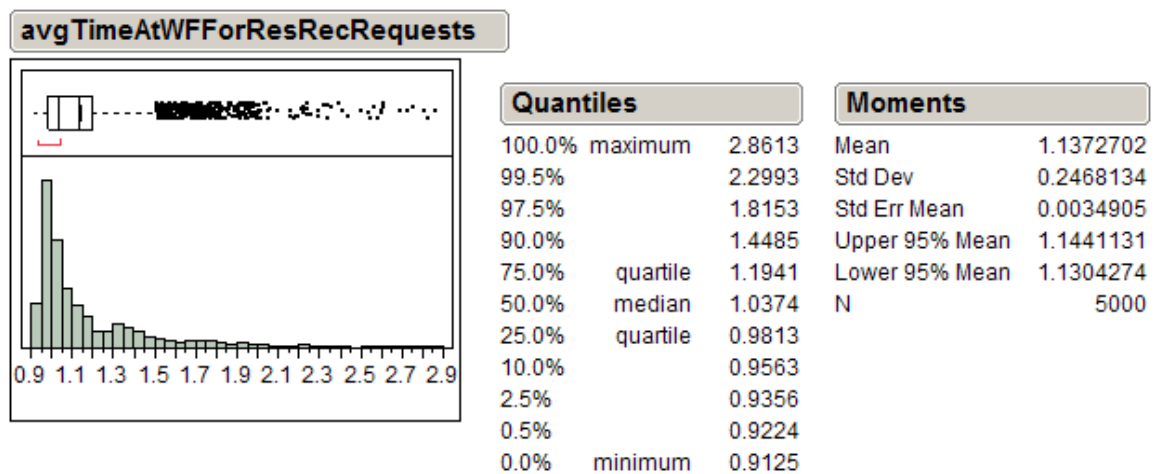 avgTimeAtWFForResRecRequests
0.9 1.1 1.3 1.5 1.7 1.9 2.1 2.3 2.5 2.7 2.9
Quantiles
100.0% maximum 2.8613
99.5% 2.2993
97.5% 1.8153
90.0% 1.4485
75.0% quartile 1.1941
50.0% median 1.0374
25.0% quartile 0.9813
10.0% 0.9563
2.5% 0.9356
0.5% 0.9224
0.0% minimum 0.9125
Moments
Mean 1.1372702
Std Dev 0.2468134
Std Err Mean 0.0034905
Upper 95% Mean 1.1441131
Lower 95% Mean 1.1304274
N 5000